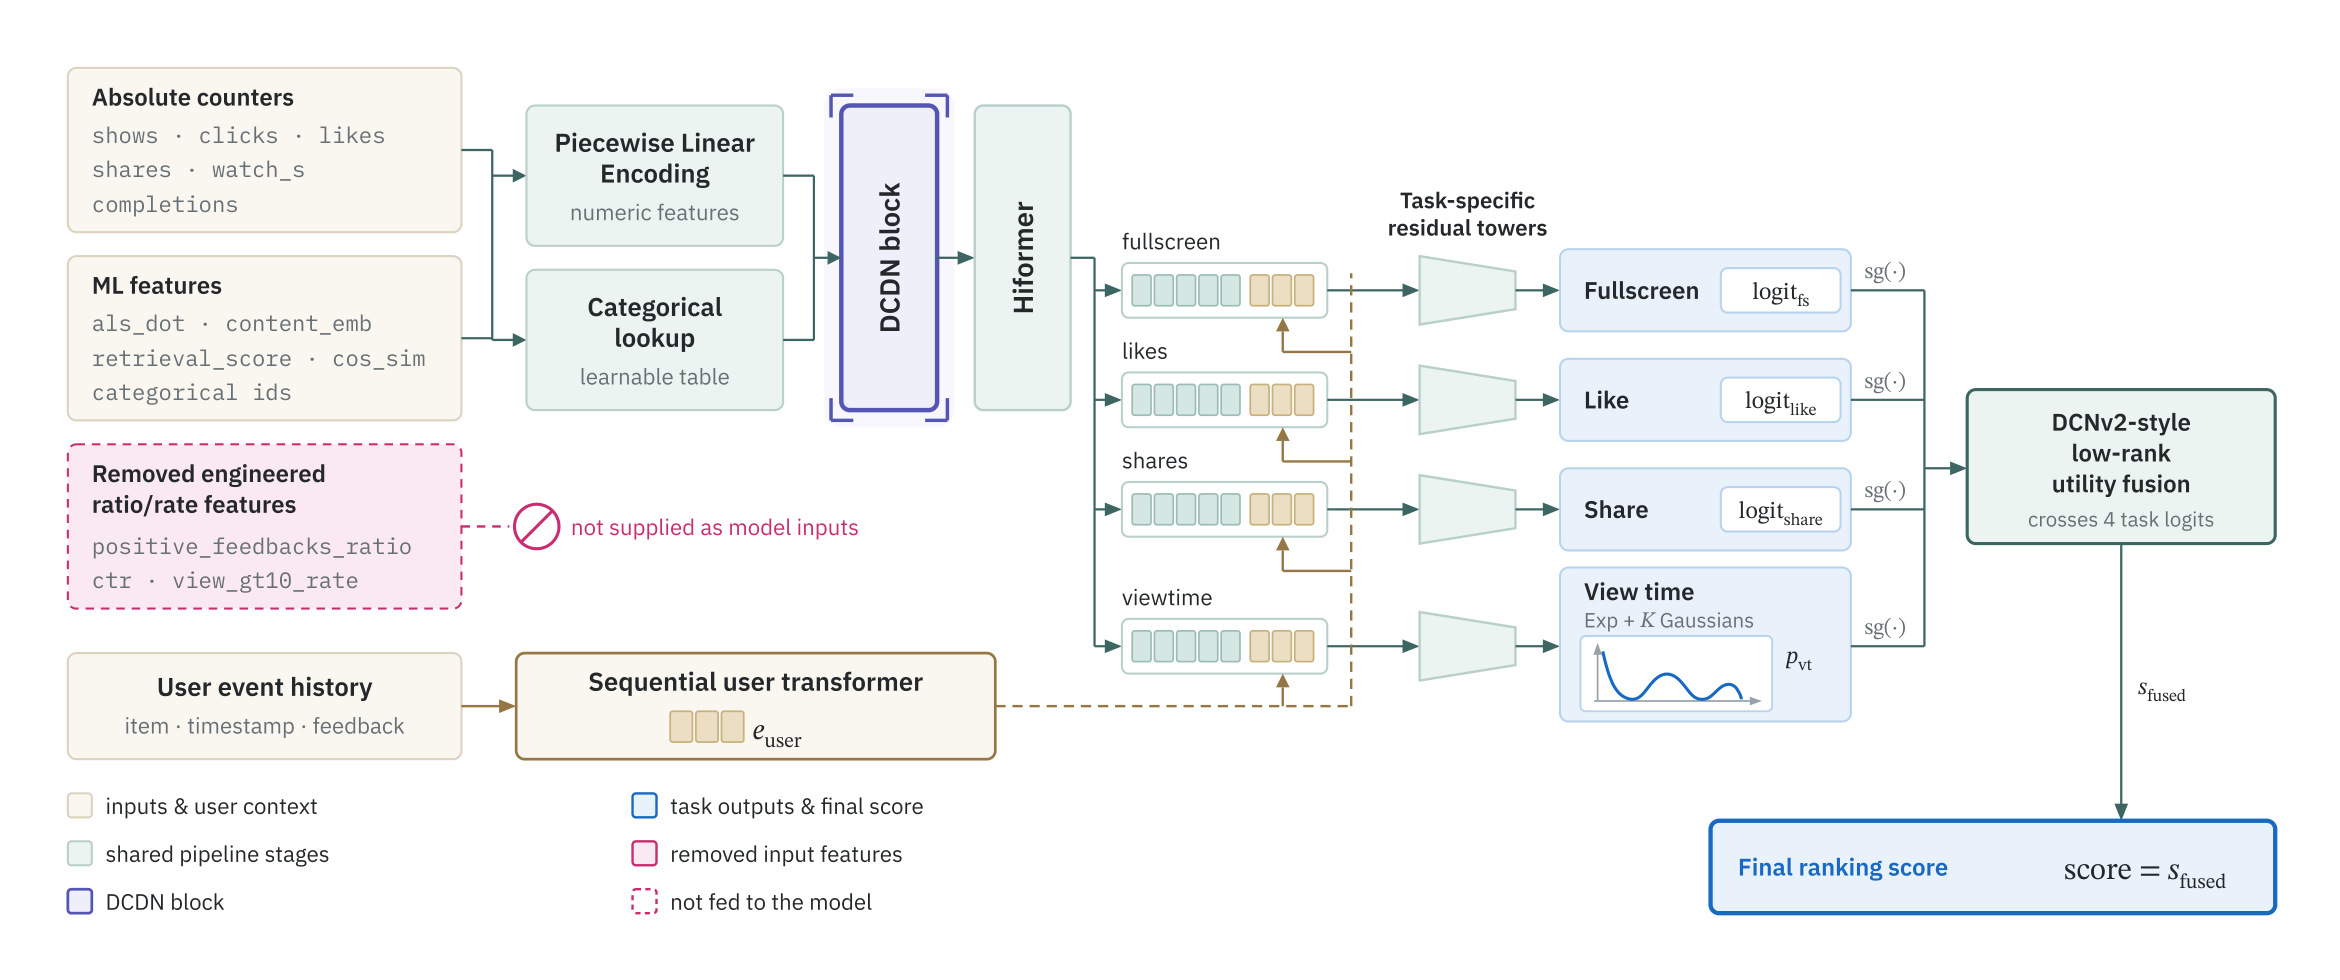 Absolute counters
shows · clicks · likes
shares · watch_s
completions
ML features
als_dot · content_emb
retrieval_score · cos_sim
categorical ids
Removed engineered
ratio/rate features
positive_feedbacks_ratio
ctr · view_gt10_rate
not supplied as model inputs
User event history
item · timestamp · feedback
Piecewise Linear
Encoding
numeric features
Categorical
lookup
learnable table
DCDN block
Hiformer
Sequential user transformer
e_user
fullscreen
likes
shares
viewtime
Task-specific
residual towers
Fullscreen
logit_fs
sg(·)
Like
logit_like
sg(·)
Share
logit_share
sg(·)
View time
Exp + K Gaussians
p_vt
sg(·)
DCNv2-style
low-rank
utility fusion
crosses 4 task logits
s_fused
Final ranking score
score = s_fused
inputs & user context
shared pipeline stages
DCDN block
task outputs & final score
removed input features
not fed to the model